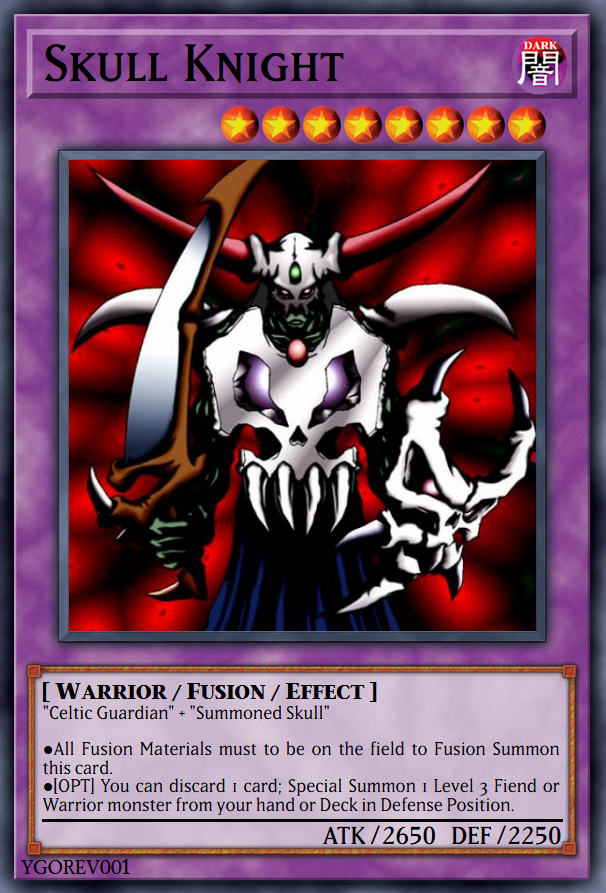 Skull Knight
DARK
闇
[ Warrior / Fusion / Effect ]
"Celtic Guardian" + "Summoned Skull"
●All Fusion Materials must to be on the field to Fusion Summon
this card.
●[OPT] You can discard 1 card; Special Summon 1 Level 3 Fiend or
Warrior monster from your hand or Deck in Defense Position.
ATK/2650 DEF/2250
YGOREV001